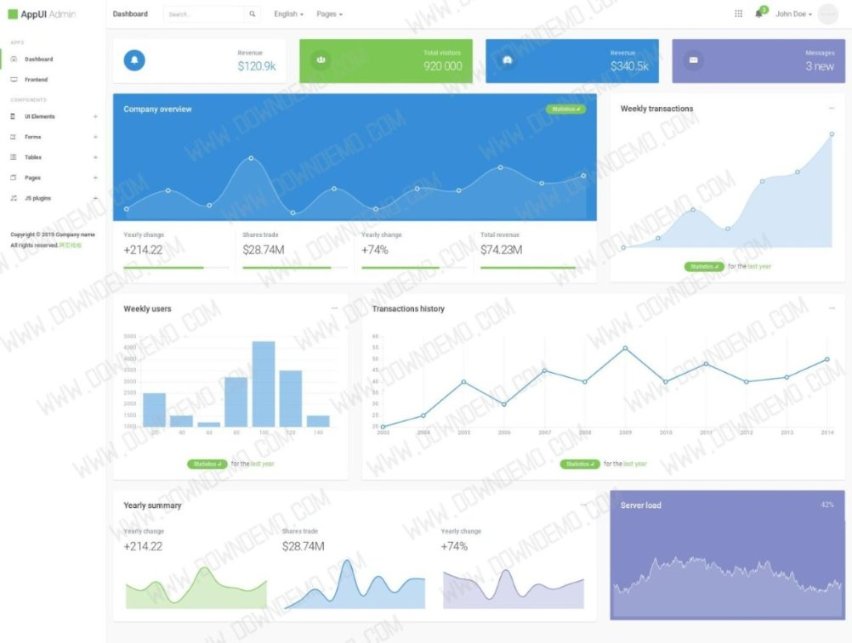 AppUI Admin
Dashboard
Search...
English
Pages
3
John Doe
APPS
Dashboard
Frontend
COMPONENTS
UI Elements
Forms
Tables
Pages
JS plugins
Copyright © 2015 Company name
All rights reserved.
Revenue
$120.9k
Total visitors
920 000
Revenue
$340.5k
Messages
3 new
Company overview
Statistics
Yearly change
+214.22
Shares trade
$28.74M
Yearly change
+74%
Total revenue
$74.23M
Weekly transactions
Statistics
for the last year
Weekly users
5000
4500
4000
3500
3000
2500
2000
1500
1000
20 40 60 80 100 120 140
Statistics
for the last year
Transactions history
60
55
50
45
40
35
30
25
20
2003 2004 2005 2006 2007 2008 2009 2010 2011 2012 2013 2014
Statistics
for the last year
Yearly summary
Yearly change
+214.22
Shares trade
$28.74M
Yearly change
+74%
Server load
42%
WWW.DOWNDEMO.COM